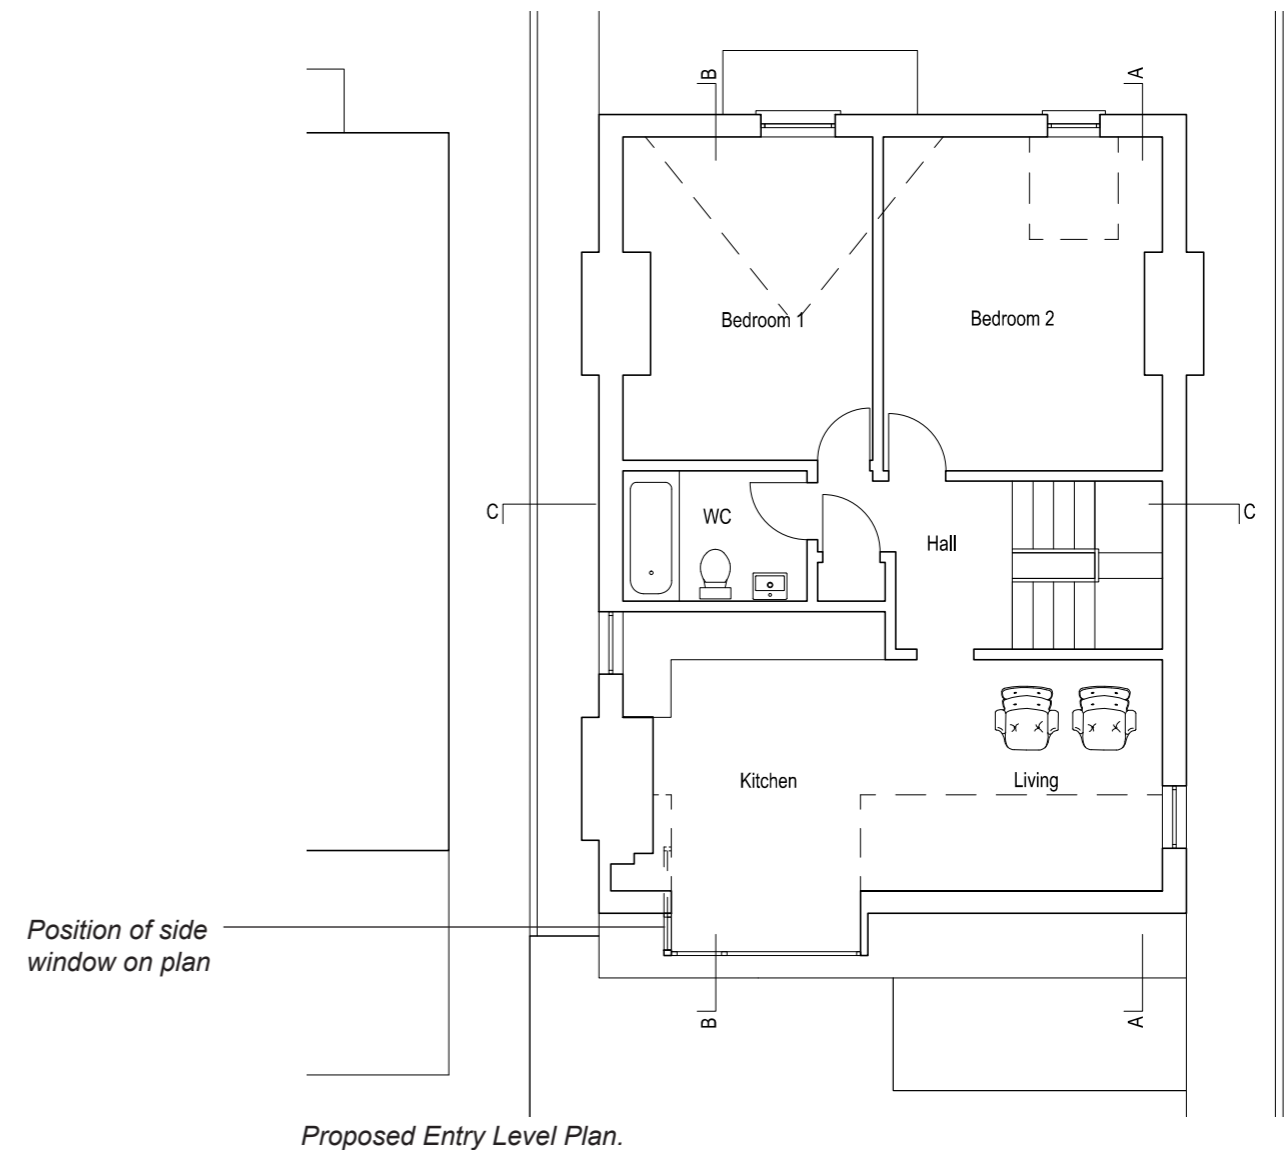 B
A
Bedroom 1
Bedroom 2
C
WC
Hall
C
Kitchen
Living
Position of side
window on plan
B
A
Proposed Entry Level Plan.